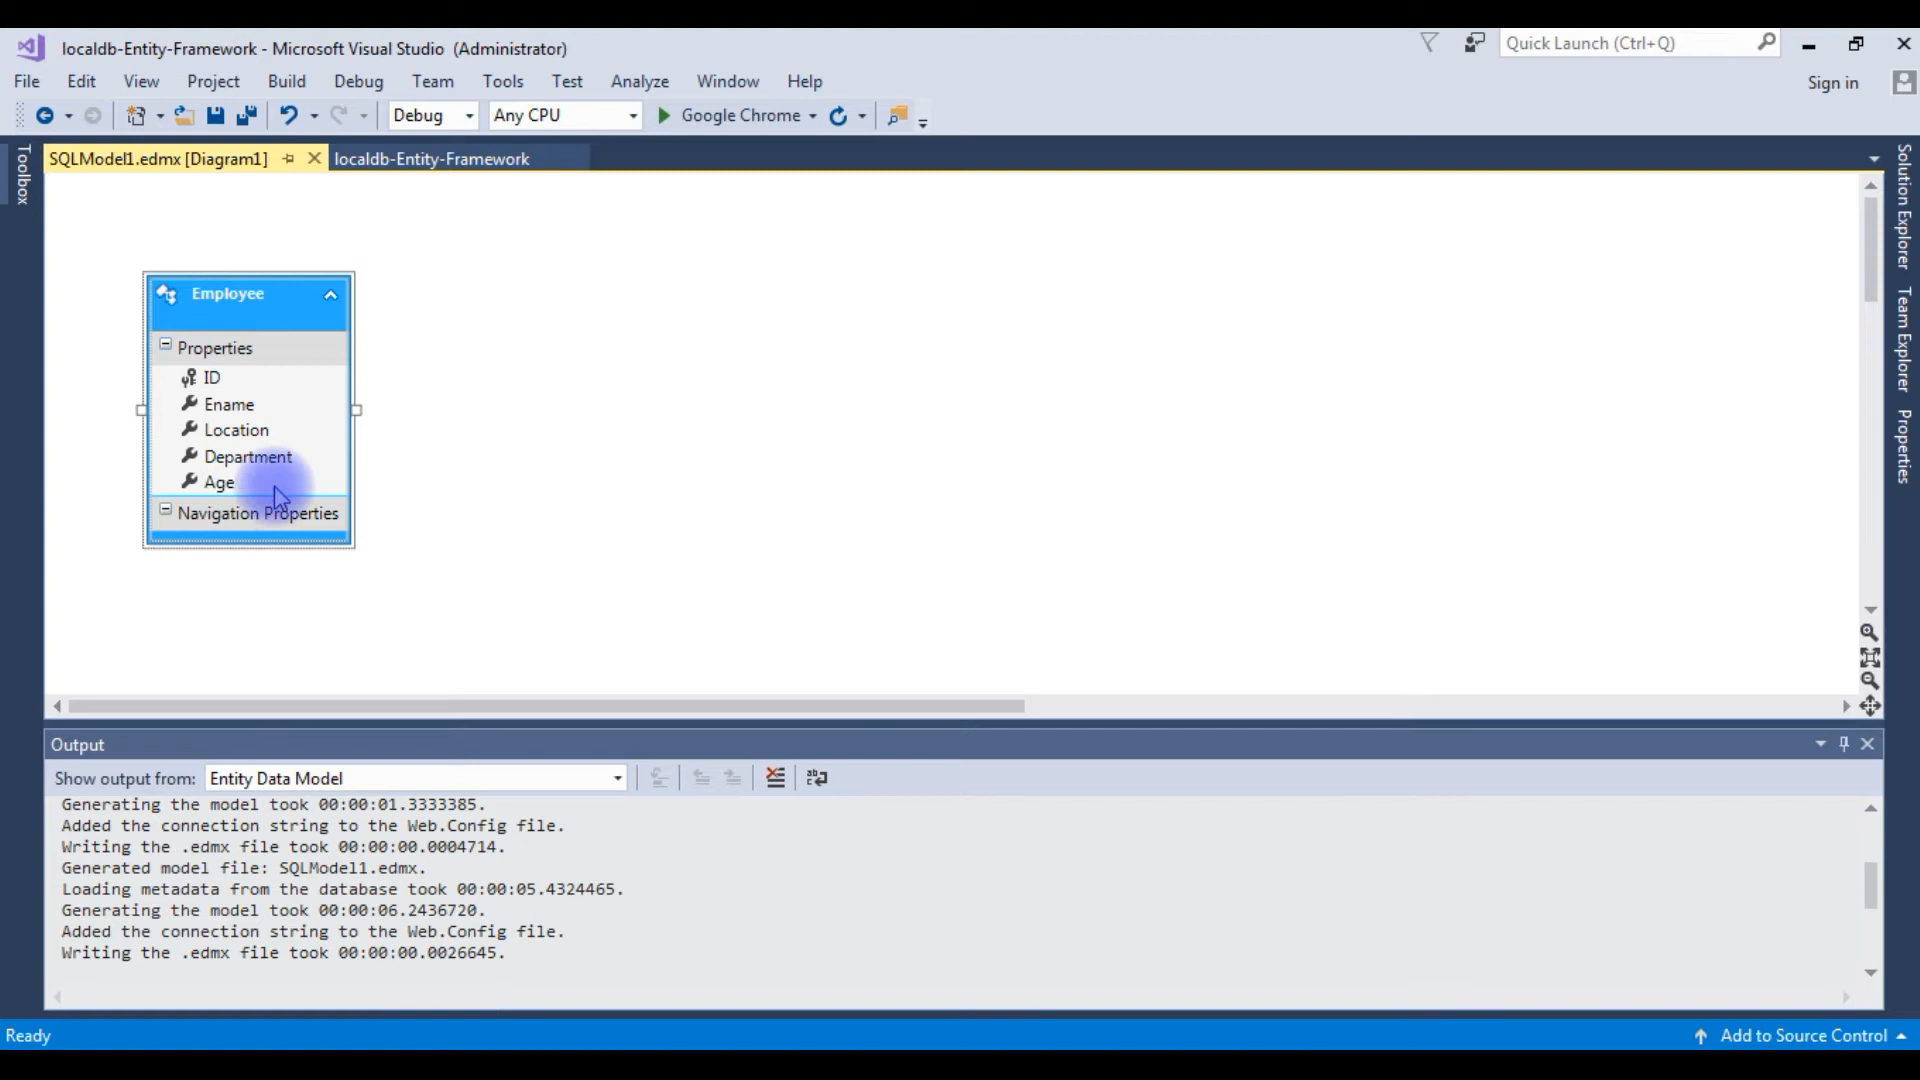 localdb-Entity-Framework - Microsoft Visual Studio (Administrator)
Quick Launch (Ctrl+Q)
File Edit View Project Build Debug Team Tools Test Analyze Window Help
Sign in
Debug Any CPU Google Chrome
Toolbox
SQLModel1.edmx [Diagram1]
localdb-Entity-Framework
Solution Explorer
Team Explorer
Properties
Employee
Properties
ID
Ename
Location
Department
Age
Navigation Properties
Output
Show output from: Entity Data Model
Generating the model took 00:00:01.3333385.
Added the connection string to the Web.Config file.
Writing the .edmx file took 00:00:00.0004714.
Generated model file: SQLModel1.edmx.
Loading metadata from the database took 00:00:05.4324465.
Generating the model took 00:00:06.2436720.
Added the connection string to the Web.Config file.
Writing the .edmx file took 00:00:00.0026645.
Ready
Add to Source Control